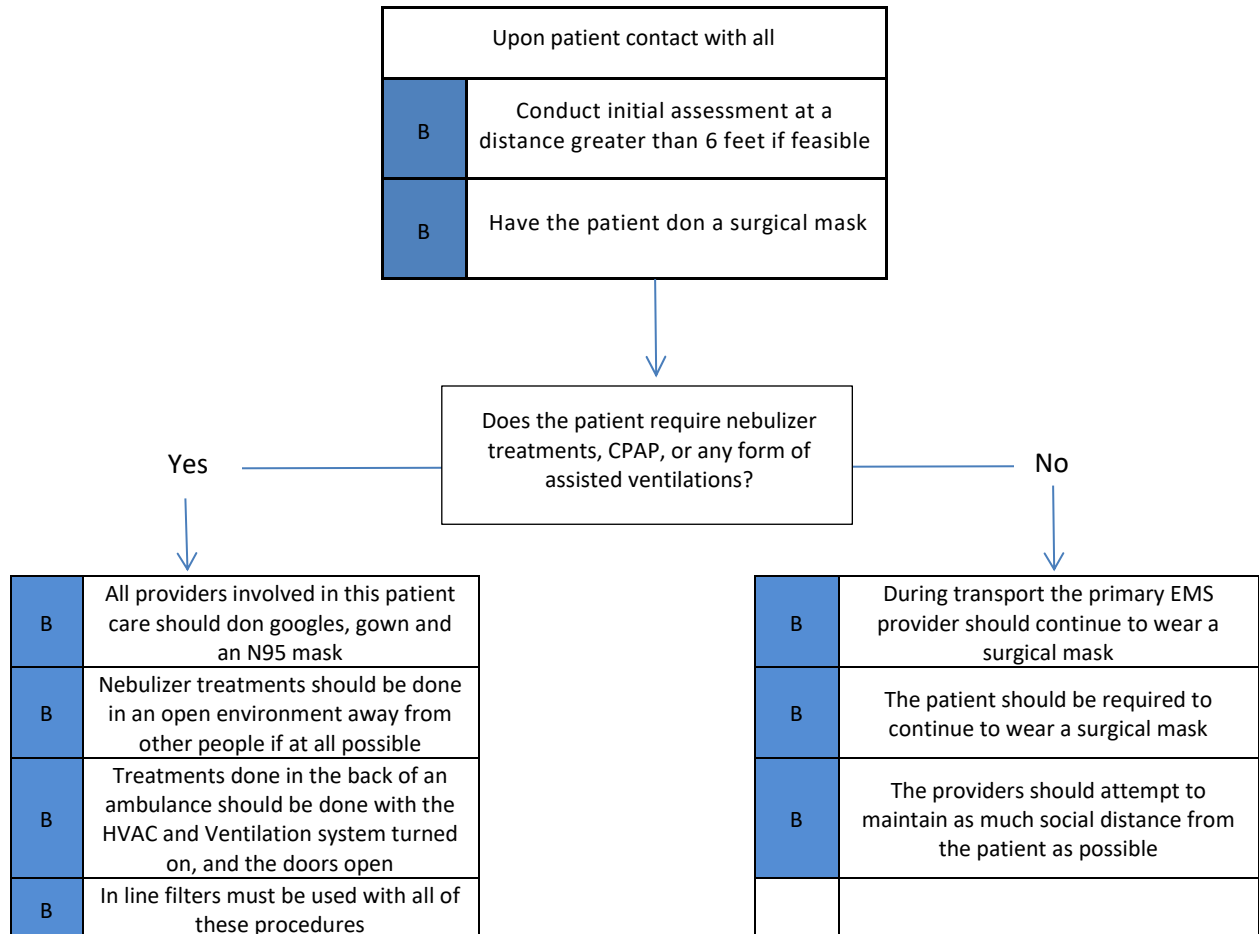 Upon patient contact with all
B
Conduct initial assessment at a
distance greater than 6 feet if feasible
B
Have the patient don a surgical mask
Does the patient require nebulizer
treatments, CPAP, or any form of
assisted ventilations?
Yes
No
B
All providers involved in this patient
care should don googles, gown and
an N95 mask
B
Nebulizer treatments should be done
in an open environment away from
other people if at all possible
B
Treatments done in the back of an
ambulance should be done with the
HVAC and Ventilation system turned
on, and the doors open
B
In line filters must be used with all of
these procedures
B
During transport the primary EMS
provider should continue to wear a
surgical mask
B
The patient should be required to
continue to wear a surgical mask
B
The providers should attempt to
maintain as much social distance from
the patient as possible